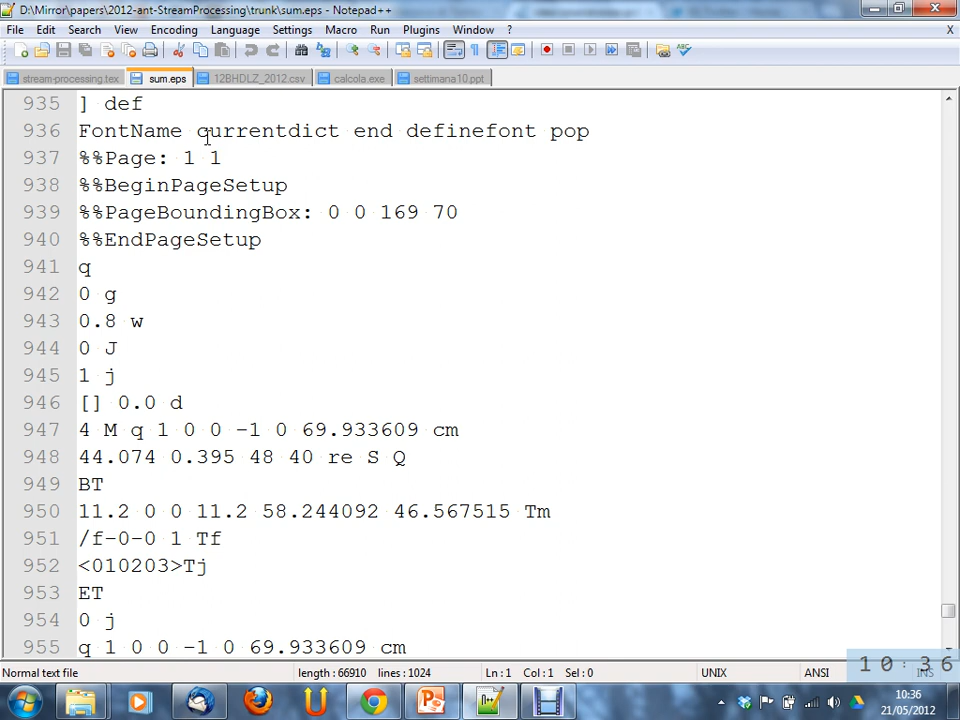 D:\Mirror\papers\2012-ant-StreamProcessing\trunk\sum.eps - Notepad++
File Edit Search View Encoding Language Settings Macro Run Plugins Window ? X
stream-processing.tex sum.eps 12BHDLZ_2012.csv calcola.exe settimana10.ppt
935 ] def
936 FontName currentdict end definefont pop
937 %%Page: 1 1
938 %%BeginPageSetup
939 %%PageBoundingBox: 0 0 169 70
940 %%EndPageSetup
941 q
942 0 g
943 0.8 w
944 0 J
945 1 j
946 [] 0.0 d
947 4 M q 1 0 0 -1 0 69.933609 cm
948 44.074 0.395 48 40 re S Q
949 BT
950 11.2 0 0 11.2 58.244092 46.567515 Tm
951 /f-0-0 1 Tf
952 <010203>Tj
953 ET
954 0 j
955 q 1 0 0 -1 0 69.933609 cm
10:36
Normal text file length : 66910 lines : 1024 Ln : 1 Col : 1 Sel : 0 UNIX ANSI INS
10:36
21/05/2012